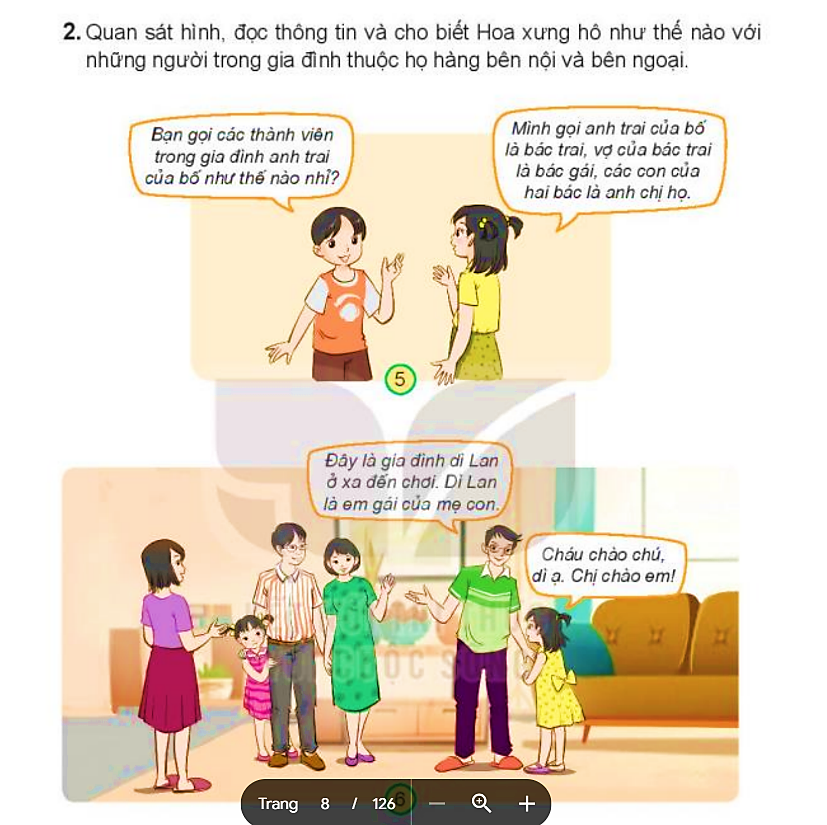 2. Quan sát hình, đọc thông tin và cho biết Hoa xưng hô như thế nào với
những người trong gia đình thuộc họ hàng bên nội và bên ngoại.
Bạn gọi các thành viên
trong gia đình anh trai
của bố như thế nào nhỉ?
Mình gọi anh trai của bố
là bác trai, vợ của bác trai
là bác gái, các con của
hai bác là anh chị họ.
5
Đây là gia đình dì Lan
ở xa đến chơi. Dì Lan
là em gái của mẹ con.
Cháu chào chú,
dì ạ. Chị chào em!
Trang 8 / 126
6